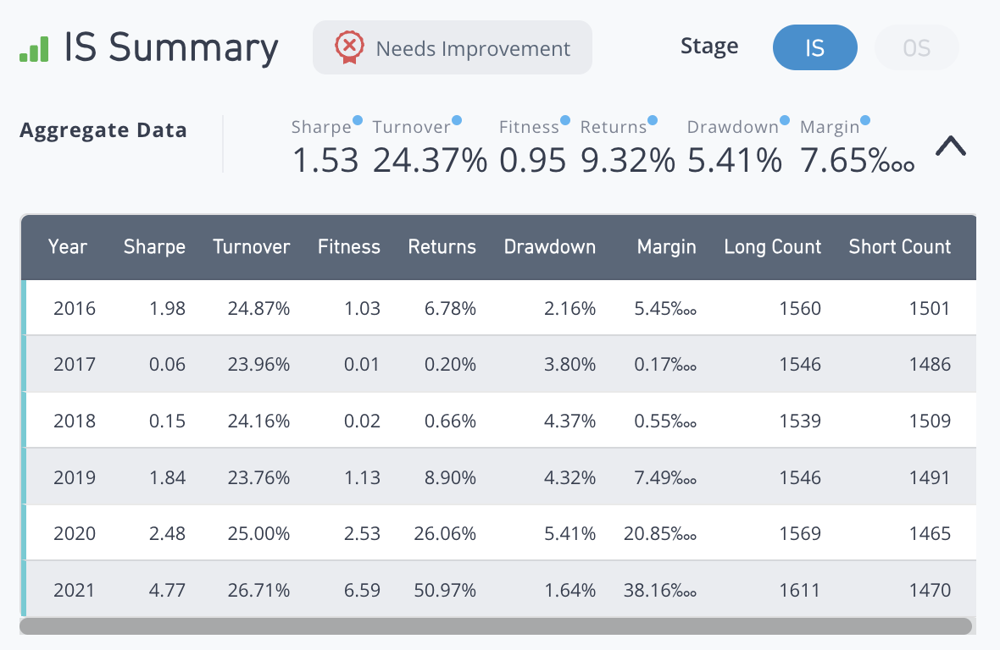 IS Summary Needs Improvement Stage IS OS
Aggregate Data Sharpe Turnover Fitness Returns Drawdown Margin
1.53 24.37% 0.95 9.32% 5.41% 7.65‱
Year Sharpe Turnover Fitness Returns Drawdown Margin Long Count Short Count
2016 1.98 24.87% 1.03 6.78% 2.16% 5.45‱ 1560 1501
2017 0.06 23.96% 0.01 0.20% 3.80% 0.17‱ 1546 1486
2018 0.15 24.16% 0.02 0.66% 4.37% 0.55‱ 1539 1509
2019 1.84 23.76% 1.13 8.90% 4.32% 7.49‱ 1546 1491
2020 2.48 25.00% 2.53 26.06% 5.41% 20.85‱ 1569 1465
2021 4.77 26.71% 6.59 50.97% 1.64% 38.16‱ 1611 1470